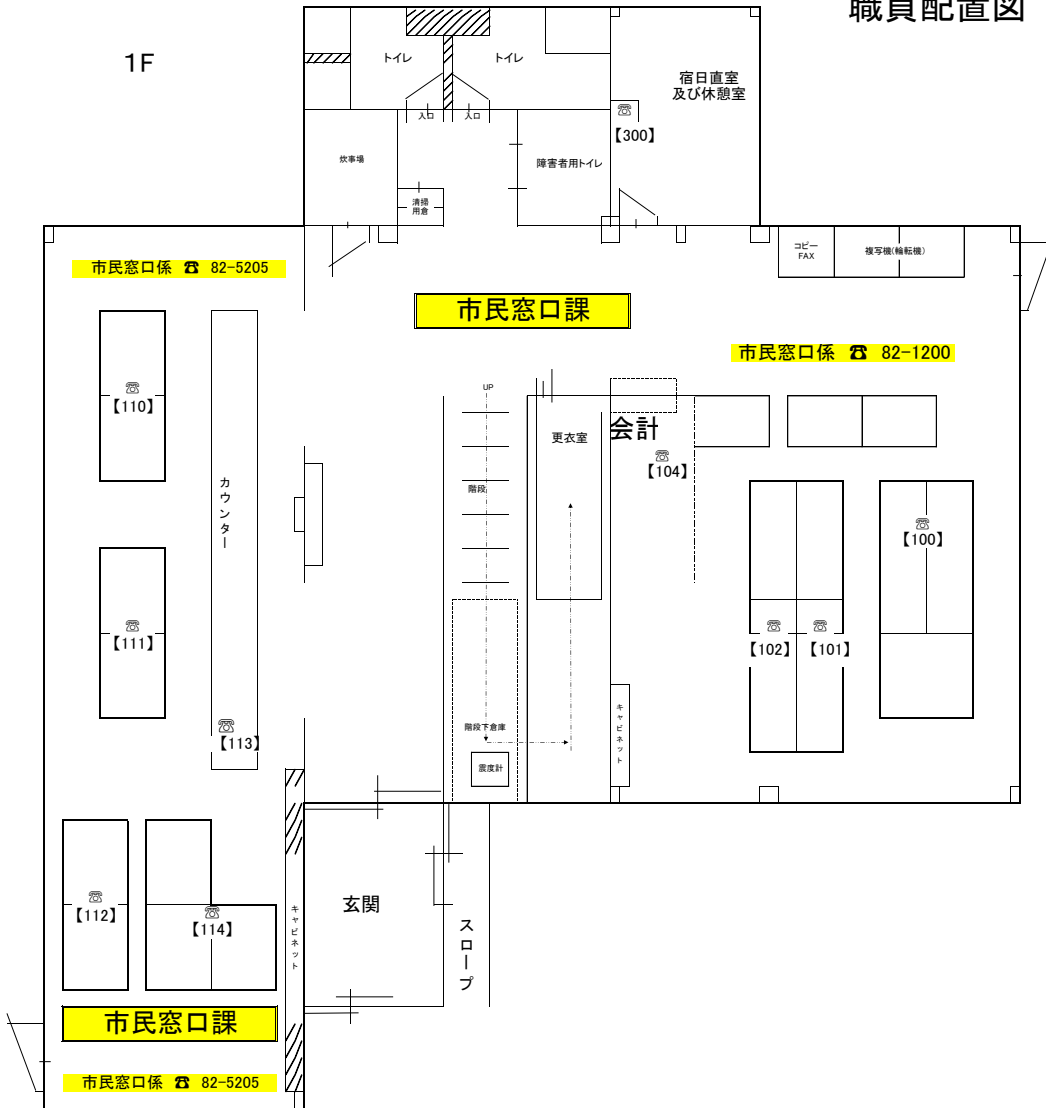 職員配置図
1F
トイレ
トイレ
宿日直室
及び休憩室
入口
入口
☎
【300】
炊事場
障害者用トイレ
清掃
用倉
コピー
FAX
複写機(輪転機)
市民窓口係 ☎ 82-5205
市民窓口課
市民窓口係 ☎ 82-1200
UP
☎
【110】
更衣室
会計
☎
【104】
階段
カウンター
☎
【100】
☎
【111】
☎
【102】
☎
【101】
キャビネット
☎
【113】
階段下倉庫
震度計
☎
【112】
☎
【114】
キャビネット
玄関
スロープ
市民窓口課
市民窓口係 ☎ 82-5205